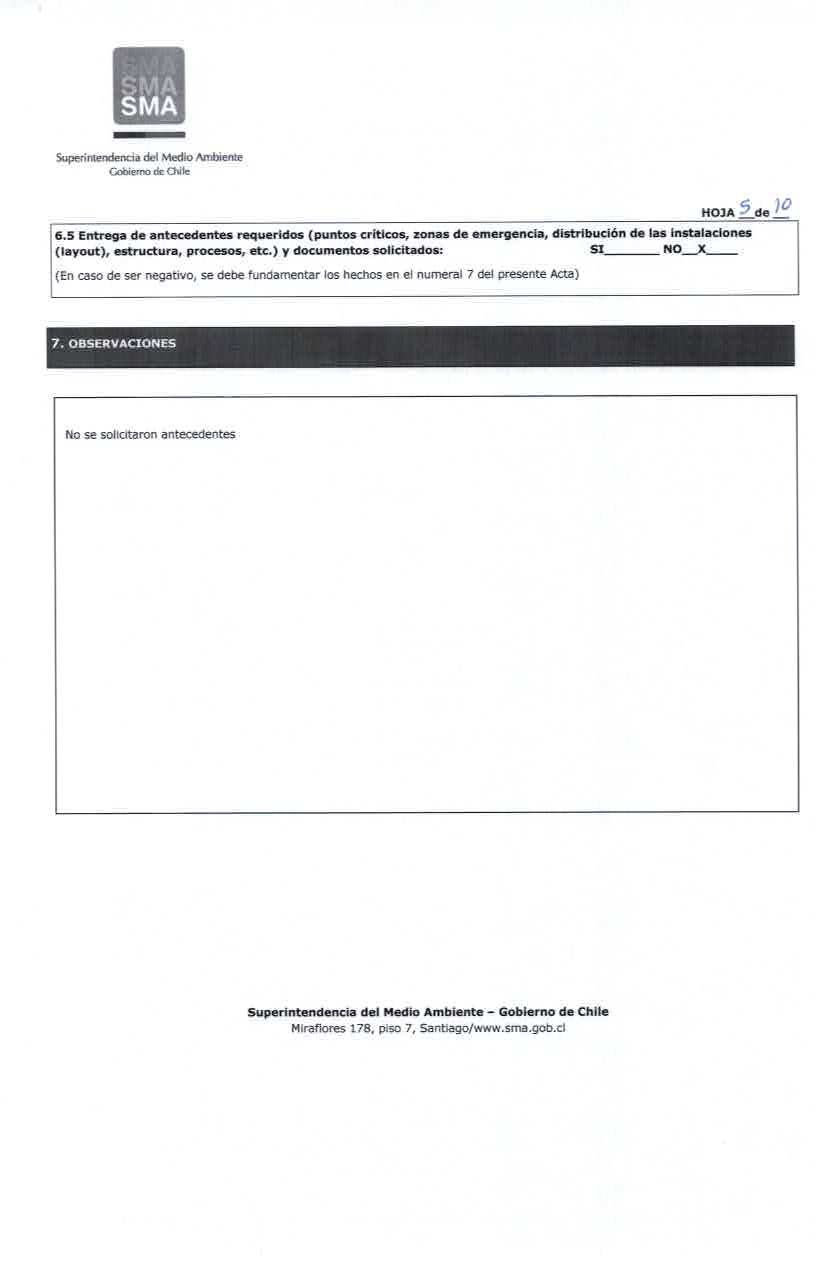 SMA
SMA
SMA
Superintendencia del Medio Ambiente
Gobierno de Chile
HOJA 5 de 10
6.5 Entrega de antecedentes requeridos (puntos críticos, zonas de emergencia, distribución de las instalaciones
(layout), estructura, procesos, etc.) y documentos solicitados: SI_______ NO__X____
(En caso de ser negativo, se debe fundamentar los hechos en el numeral 7 del presente Acta)
7. OBSERVACIONES
No se solicitaron antecedentes
Superintendencia del Medio Ambiente – Gobierno de Chile
Miraflores 178, piso 7, Santiago/www.sma.gob.cl